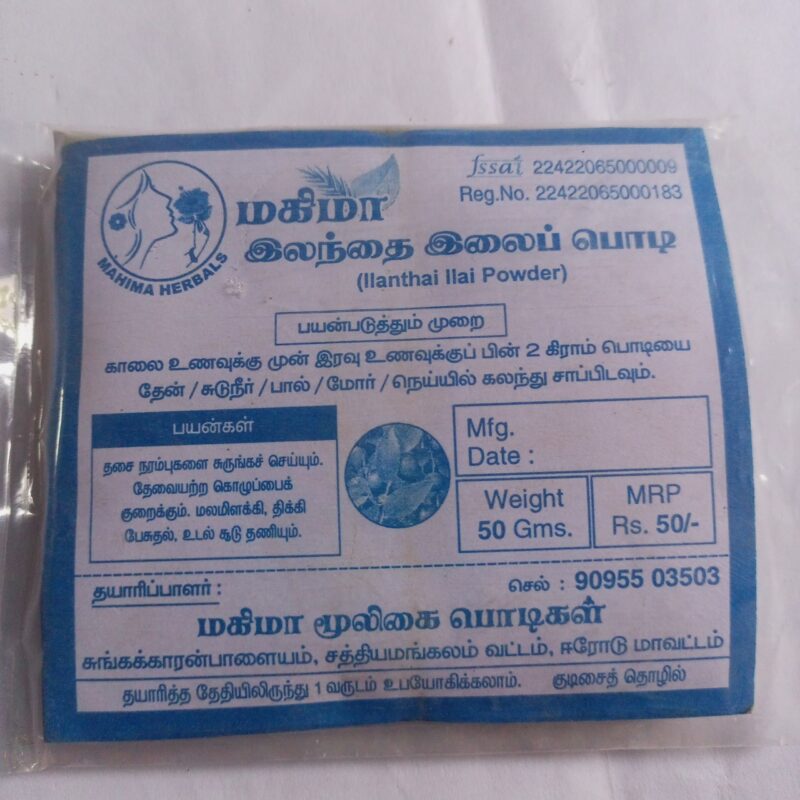 fssai 22422065000009
Reg.No. 22422065000183
MAHIMA HERBALS
மகிமா
இலந்தை இலைப் பொடி
(Ilanthai Ilai Powder)
பயன்படுத்தும் முறை
காலை உணவுக்கு முன் இரவு உணவுக்குப் பின் 2 கிராம் பொடியை
தேன் / சுடுநீர் / பால் / மோர் / நெய்யில் கலந்து சாப்பிடவும்.
பயன்கள்
தசை நரம்புகளை சுருங்கச் செய்யும்.
தேவையற்ற கொழுப்பைக்
குறைக்கும். மலமிளக்கி, திக்கி
பேசுதல், உடல் சூடு தணியும்.
Mfg.
Date :
Weight
50 Gms.
MRP
Rs. 50/-
தயாரிப்பாளர் :
செல் : 90955 03503
மகிமா மூலிகை பொடிகள்
சுங்கக்காரன்பாளையம், சத்தியமங்கலம் வட்டம், ஈரோடு மாவட்டம்
தயாரித்த தேதியிலிருந்து 1 வருடம் உபயோகிக்கலாம். குடிசைத் தொழில்